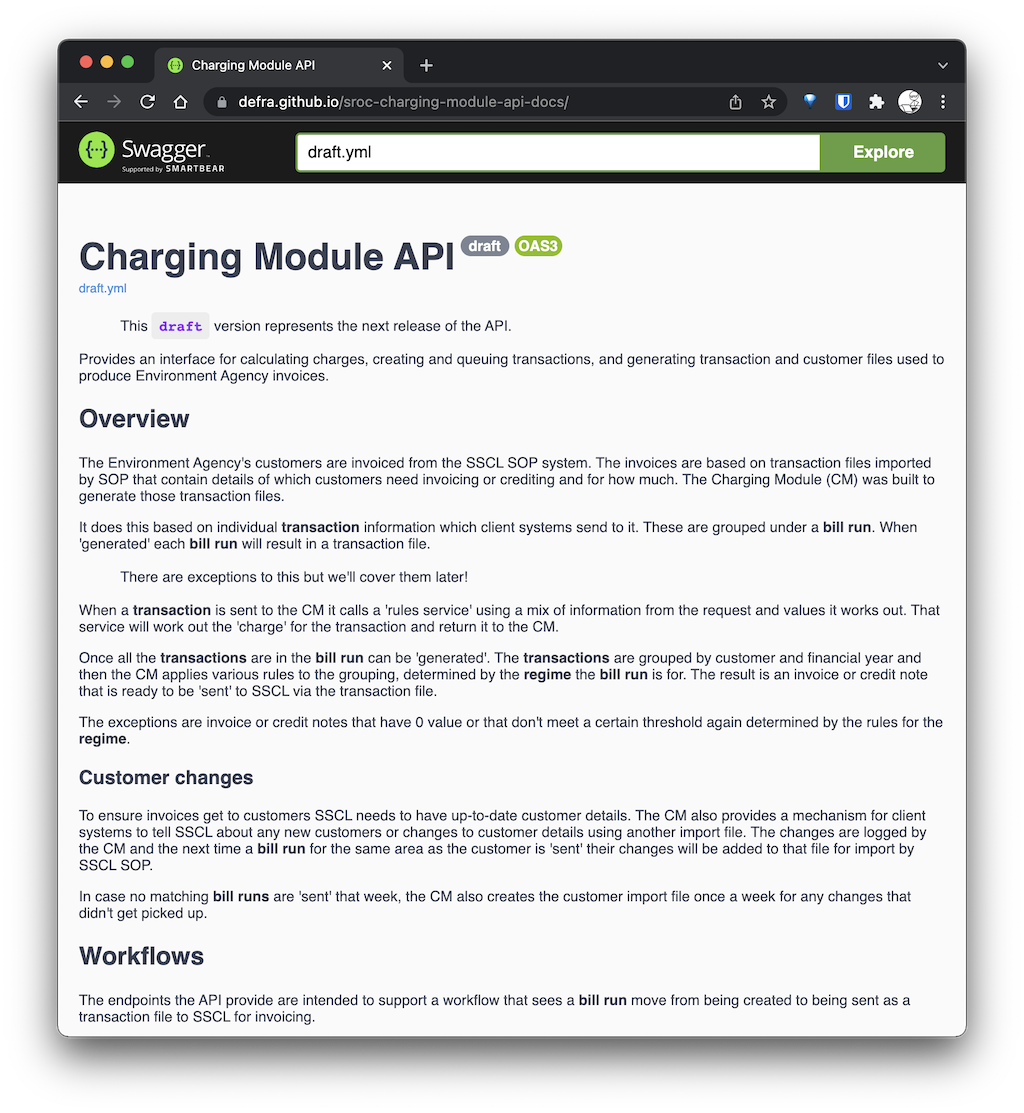 Charging Module API
defra.github.io/sroc-charging-module-api-docs/
Swagger
Supported by SMARTBEAR
draft.yml
Explore
Charging Module API draft OAS3
draft.yml
This draft version represents the next release of the API.
Provides an interface for calculating charges, creating and queuing transactions, and generating transaction and customer files used to
produce Environment Agency invoices.
Overview
The Environment Agency's customers are invoiced from the SSCL SOP system. The invoices are based on transaction files imported
by SOP that contain details of which customers need invoicing or crediting and for how much. The Charging Module (CM) was built to
generate those transaction files.
It does this based on individual transaction information which client systems send to it. These are grouped under a bill run. When
'generated' each bill run will result in a transaction file.
There are exceptions to this but we'll cover them later!
When a transaction is sent to the CM it calls a 'rules service' using a mix of information from the request and values it works out. That
service will work out the 'charge' for the transaction and return it to the CM.
Once all the transactions are in the bill run can be 'generated'. The transactions are grouped by customer and financial year and
then the CM applies various rules to the grouping, determined by the regime the bill run is for. The result is an invoice or credit note
that is ready to be 'sent' to SSCL via the transaction file.
The exceptions are invoice or credit notes that have 0 value or that don't meet a certain threshold again determined by the rules for the
regime.
Customer changes
To ensure invoices get to customers SSCL needs to have up-to-date customer details. The CM also provides a mechanism for client
systems to tell SSCL about any new customers or changes to customer details using another import file. The changes are logged by
the CM and the next time a bill run for the same area as the customer is 'sent' their changes will be added to that file for import by
SSCL SOP.
In case no matching bill runs are 'sent' that week, the CM also creates the customer import file once a week for any changes that
didn't get picked up.
Workflows
The endpoints the API provide are intended to support a workflow that sees a bill run move from being created to being sent as a
transaction file to SSCL for invoicing.